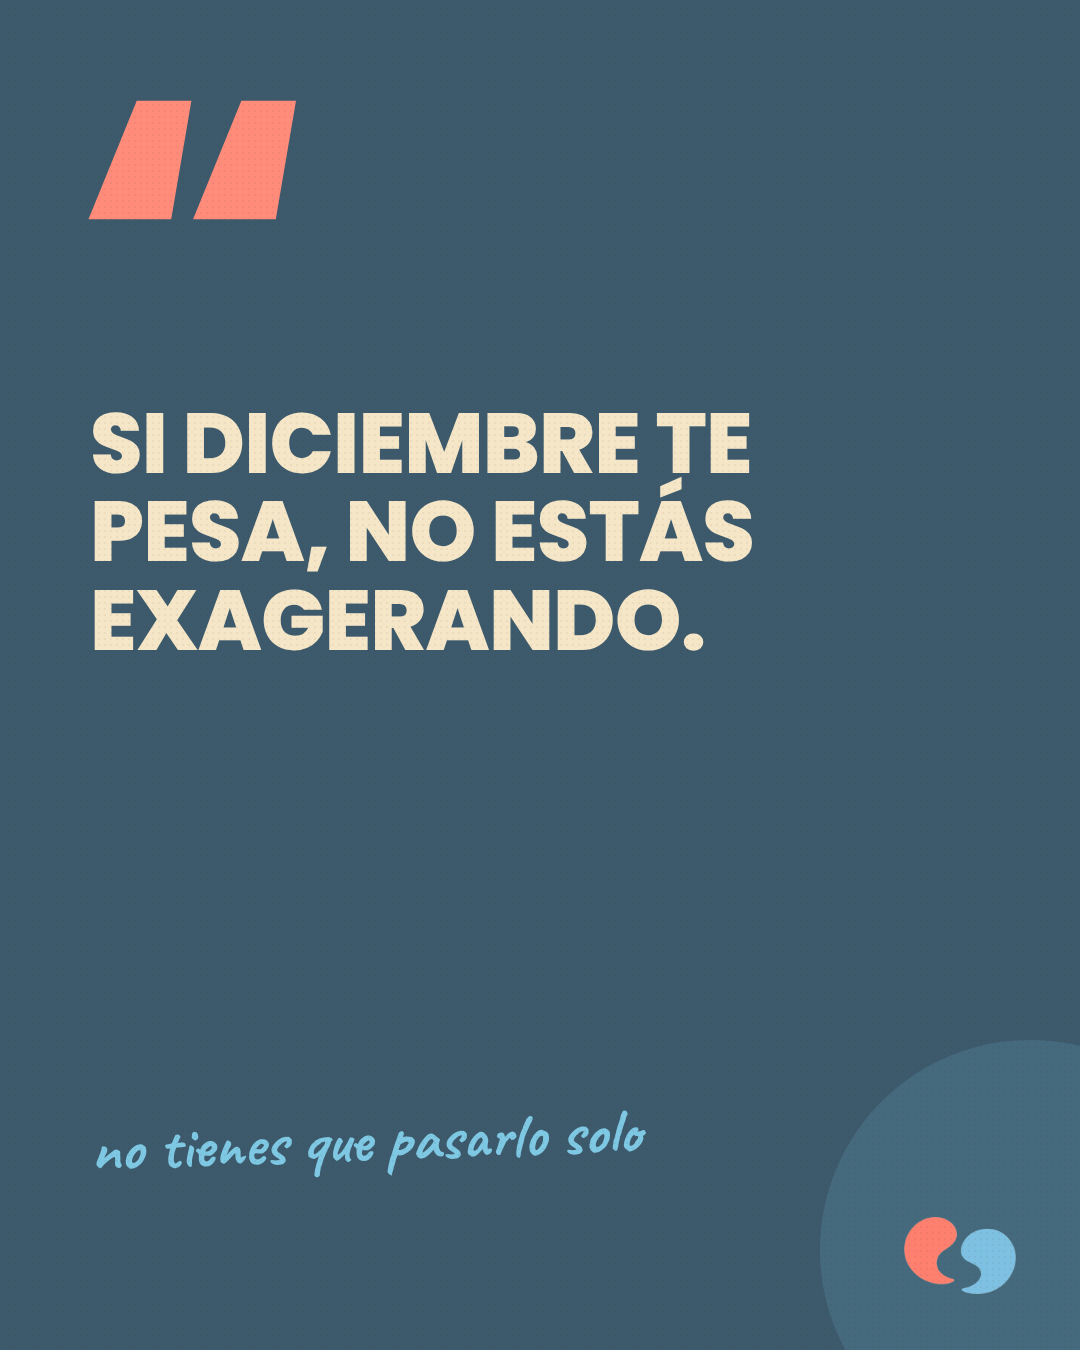 SI DICIEMBRE TE
PESA, NO ESTÁS
EXAGERANDO.
no tienes que pasarlo solo